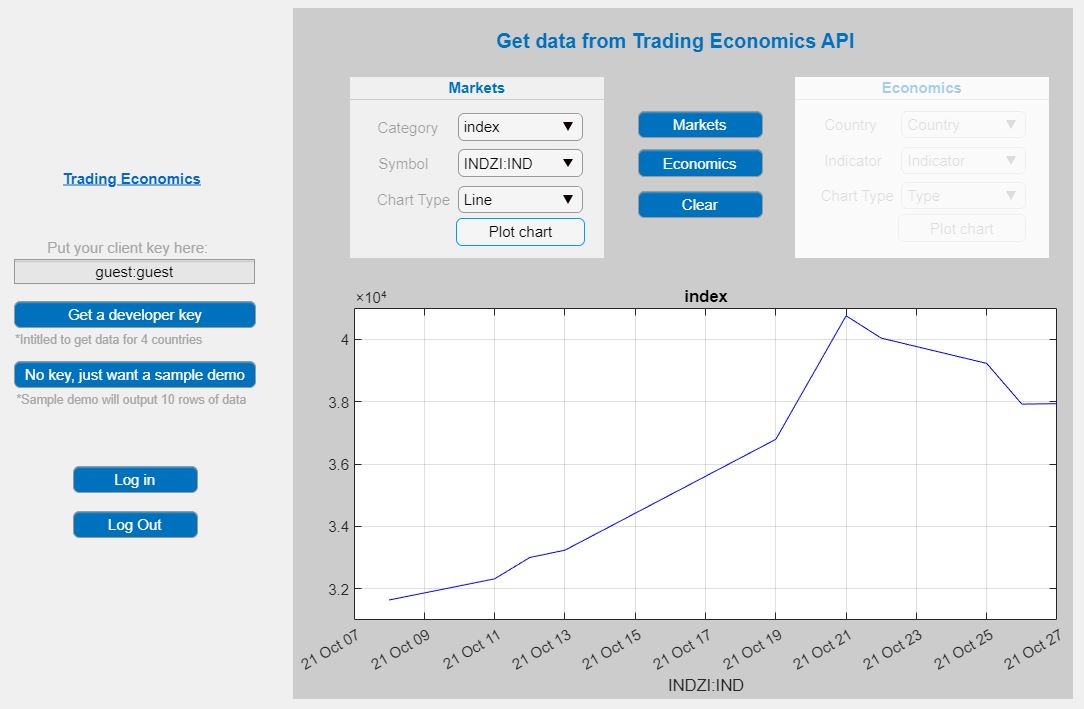 Trading Economics
Put your client key here:
guest:guest
Get a developer key
*Intitled to get data for 4 countries
No key, just want a sample demo
*Sample demo will output 10 rows of data
Log in
Log Out
Get data from Trading Economics API
Markets
Category index
Symbol INDZI:IND
Chart Type Line
Plot chart
Markets
Economics
Clear
Economics
Country Country
Indicator Indicator
Chart Type Type
Plot chart
×10⁴
index
4
3.8
3.6
3.4
3.2
21 Oct 07
21 Oct 09
21 Oct 11
21 Oct 13
21 Oct 15
21 Oct 17
21 Oct 19
21 Oct 21
21 Oct 23
21 Oct 25
21 Oct 27
INDZI:IND